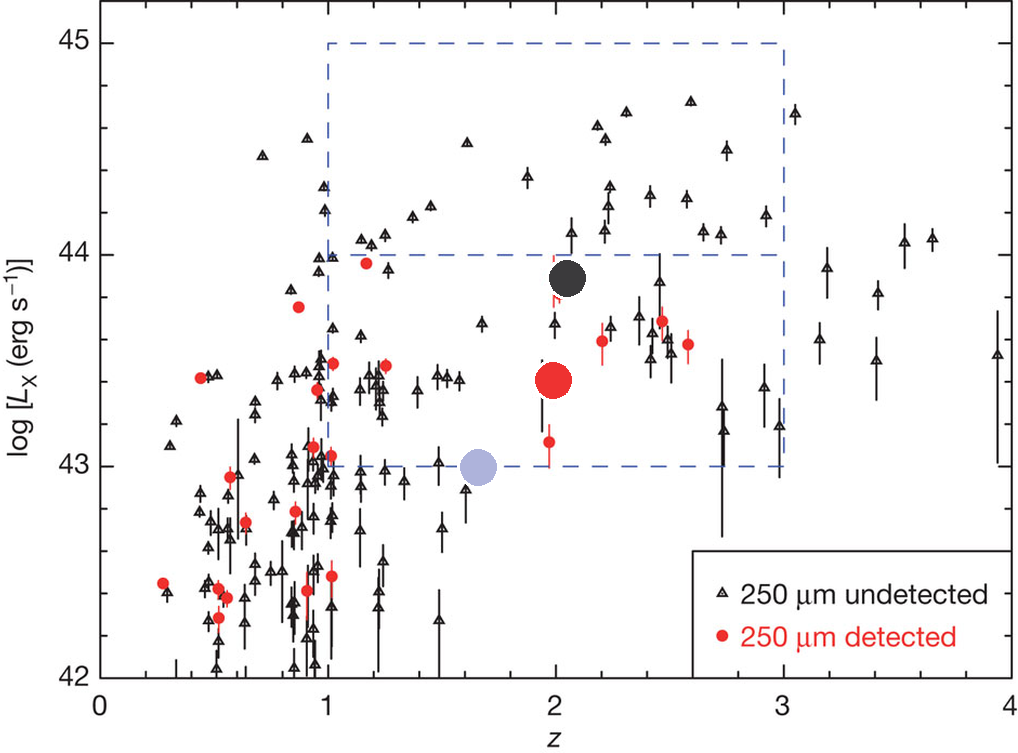 45
44
43
42
log [L_X (erg s⁻¹)]
250 μm undetected
250 μm detected
0 1 2 3 4
z